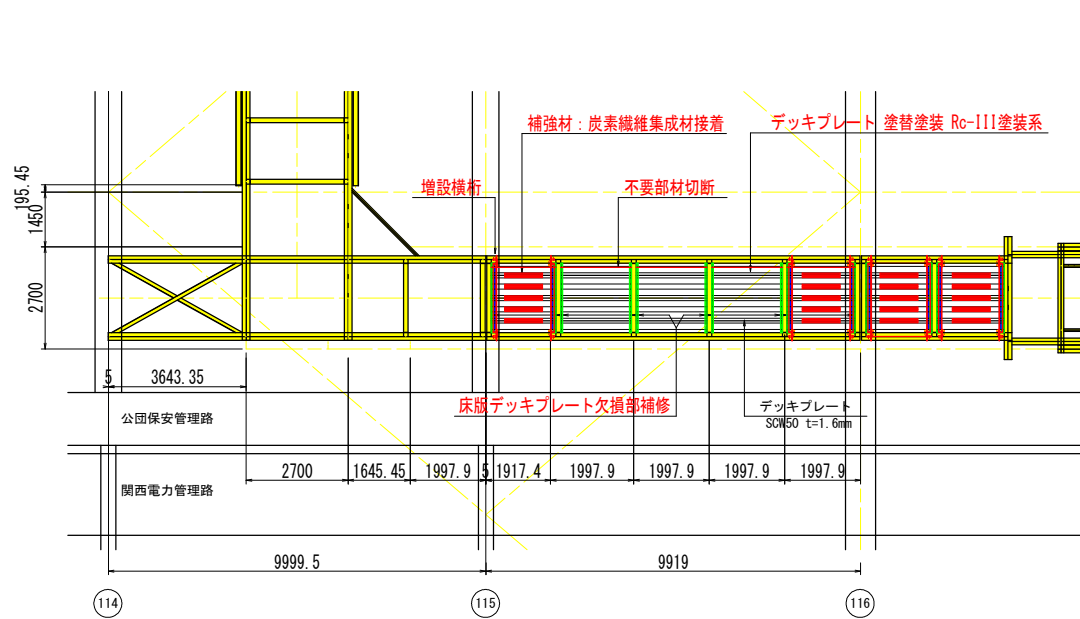 補強材：炭素繊維集成材接着
デッキプレート 塗替塗装 Rc-III塗装系
増設横桁
不要部材切断
195.45
1450
2700
5
3643.35
床版デッキプレート欠損部補修
デッキプレート
SCW50 t=1.6mm
公団保安管理路
2700
1645.45
1997.9
5
1917.4
1997.9
1997.9
1997.9
1997.9
関西電力管理路
9999.5
9919
114
115
116